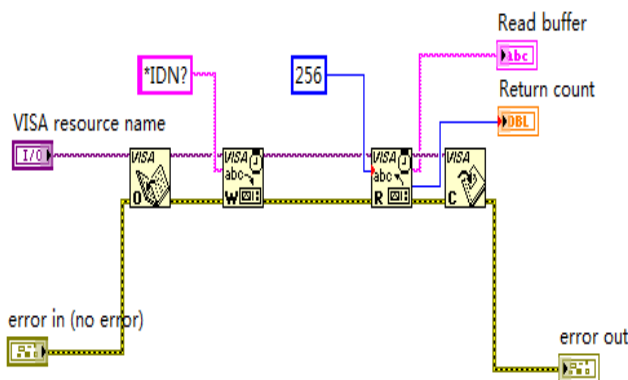 Read buffer
abc
*IDN?
256
Return count
DBL
VISA resource name
I/O
VISA
O
VISA
abc
W
VISA
abc
R
VISA
C
error in (no error)
error out